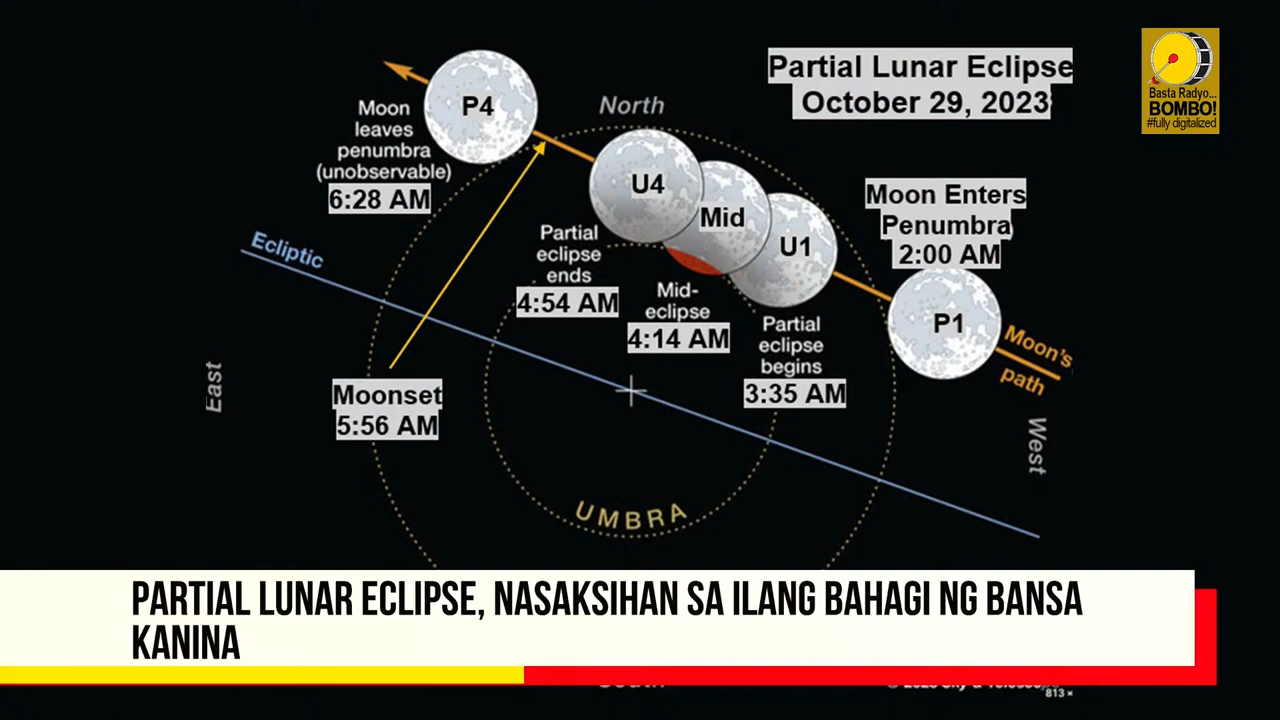 Partial Lunar Eclipse
October 29, 2023
Basta Radyo...
BOMBO!
#fully digitalized
North
P4
Moon
leaves
penumbra
(unobservable)
6:28 AM
U4
Mid
U1
Moon Enters
Penumbra
2:00 AM
P1
Moon's
path
Ecliptic
Partial
eclipse
ends
4:54 AM
Mid-
eclipse
4:14 AM
Partial
eclipse
begins
3:35 AM
East
West
Moonset
5:56 AM
UMBRA
PARTIAL LUNAR ECLIPSE, NASAKSIHAN SA ILANG BAHAGI NG BANSA
KANINA
813 ×